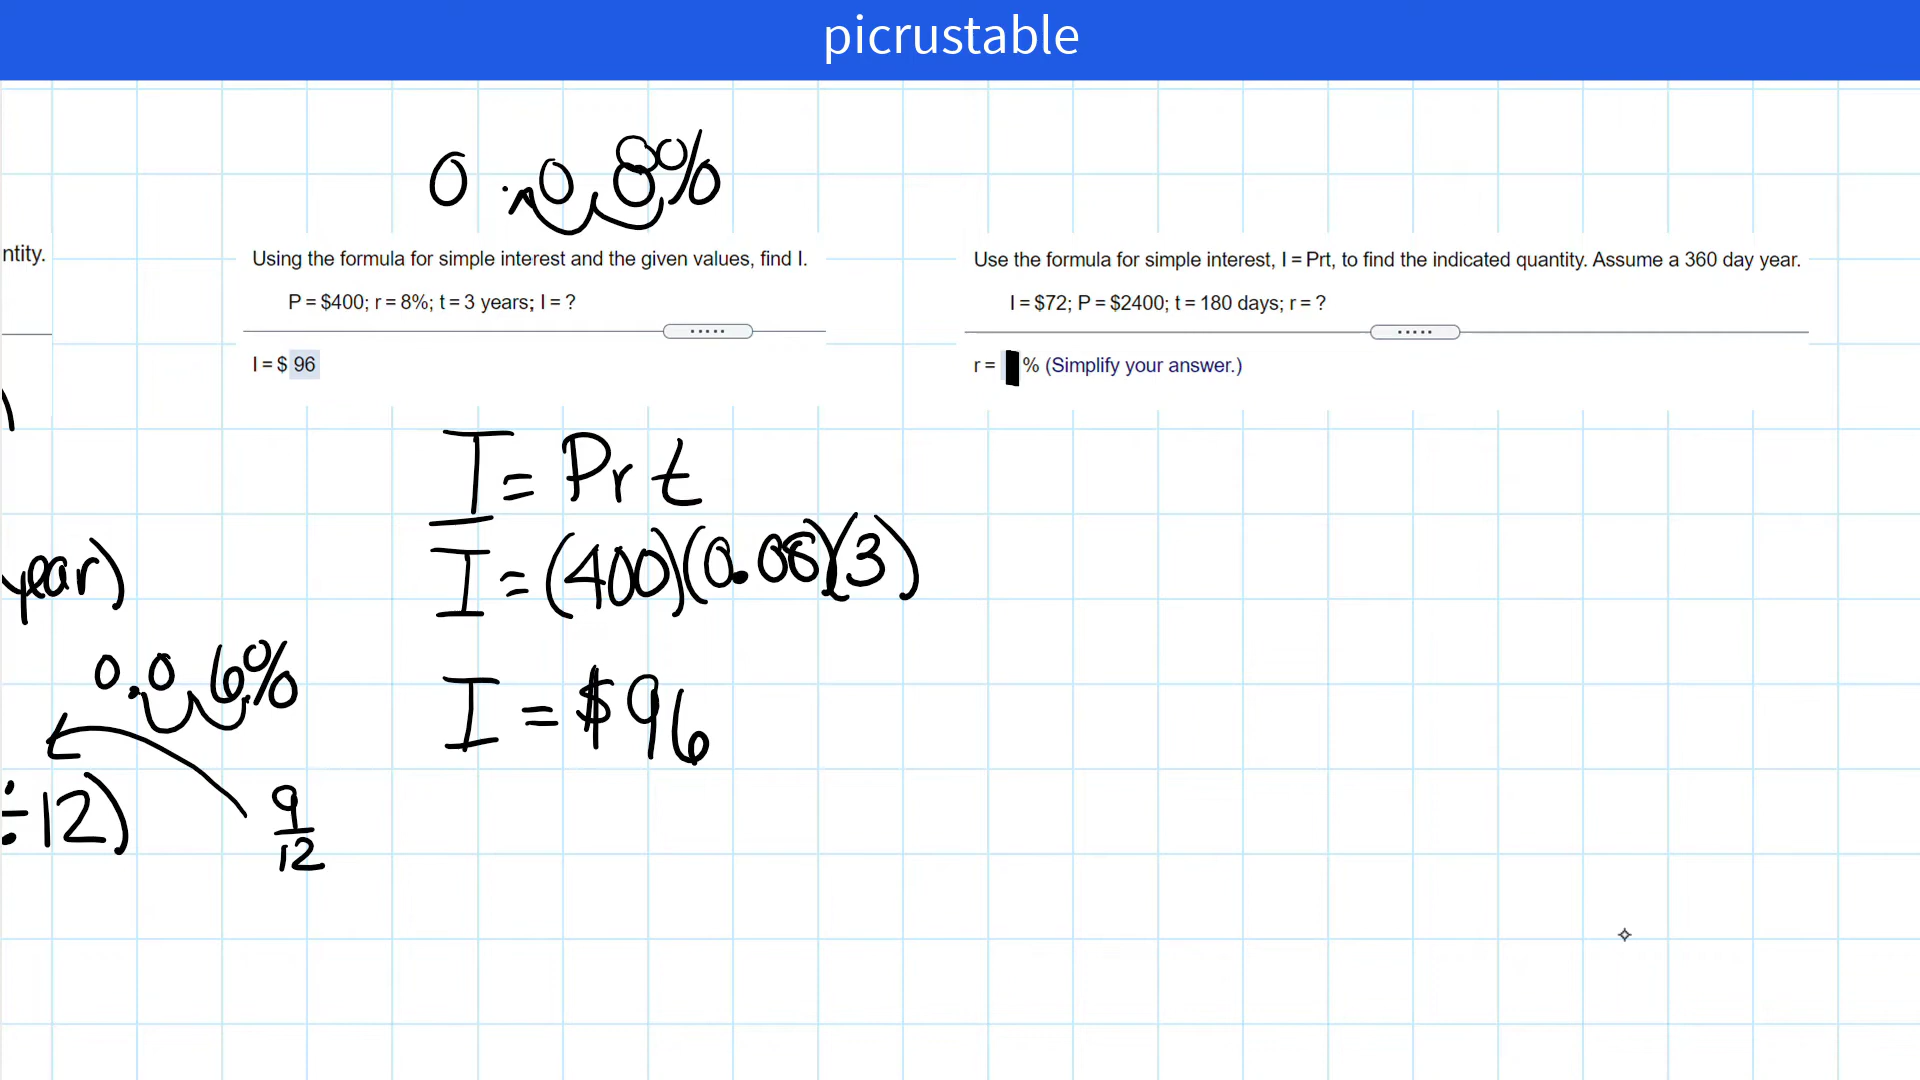 picrustable
0.08%
ntity.
Using the formula for simple interest and the given values, find I.
P = $400; r = 8%; t = 3 years; I = ?
I = $ 96
Use the formula for simple interest, I = Prt, to find the indicated quantity. Assume a 360 day year.
I = $72; P = $2400; t = 180 days; r = ?
r = % (Simplify your answer.)
I = Prt
I = (400)(0.08)(3)
I = $96
year)
0.06%
÷12)
9
12